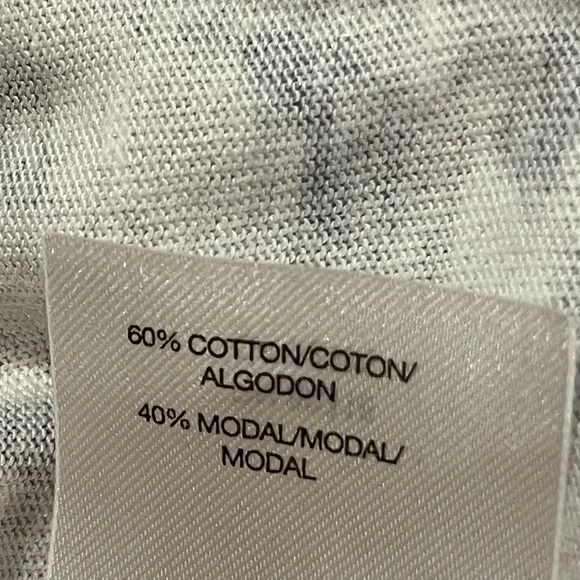 60% COTTON/COTON/
ALGODON
40% MODAL/MODAL/
MODAL